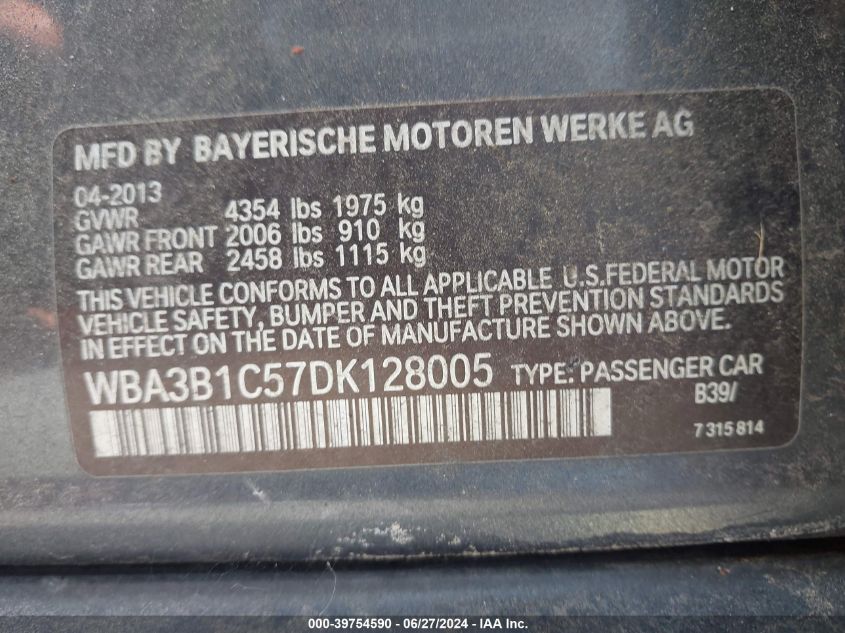 MFD BY BAYERISCHE MOTOREN WERKE AG
04-2013
GVWR 4354 lbs 1975 kg
GAWR FRONT 2006 lbs 910 kg
GAWR REAR 2458 lbs 1115 kg
THIS VEHICLE CONFORMS TO ALL APPLICABLE U.S.FEDERAL MOTOR
VEHICLE SAFETY, BUMPER AND THEFT PREVENTION STANDARDS
IN EFFECT ON THE DATE OF MANUFACTURE SHOWN ABOVE.
WBA3B1C57DK128005 TYPE: PASSENGER CAR
B39/
7 315 814
000-39754590 - 06/27/2024 - IAA Inc.